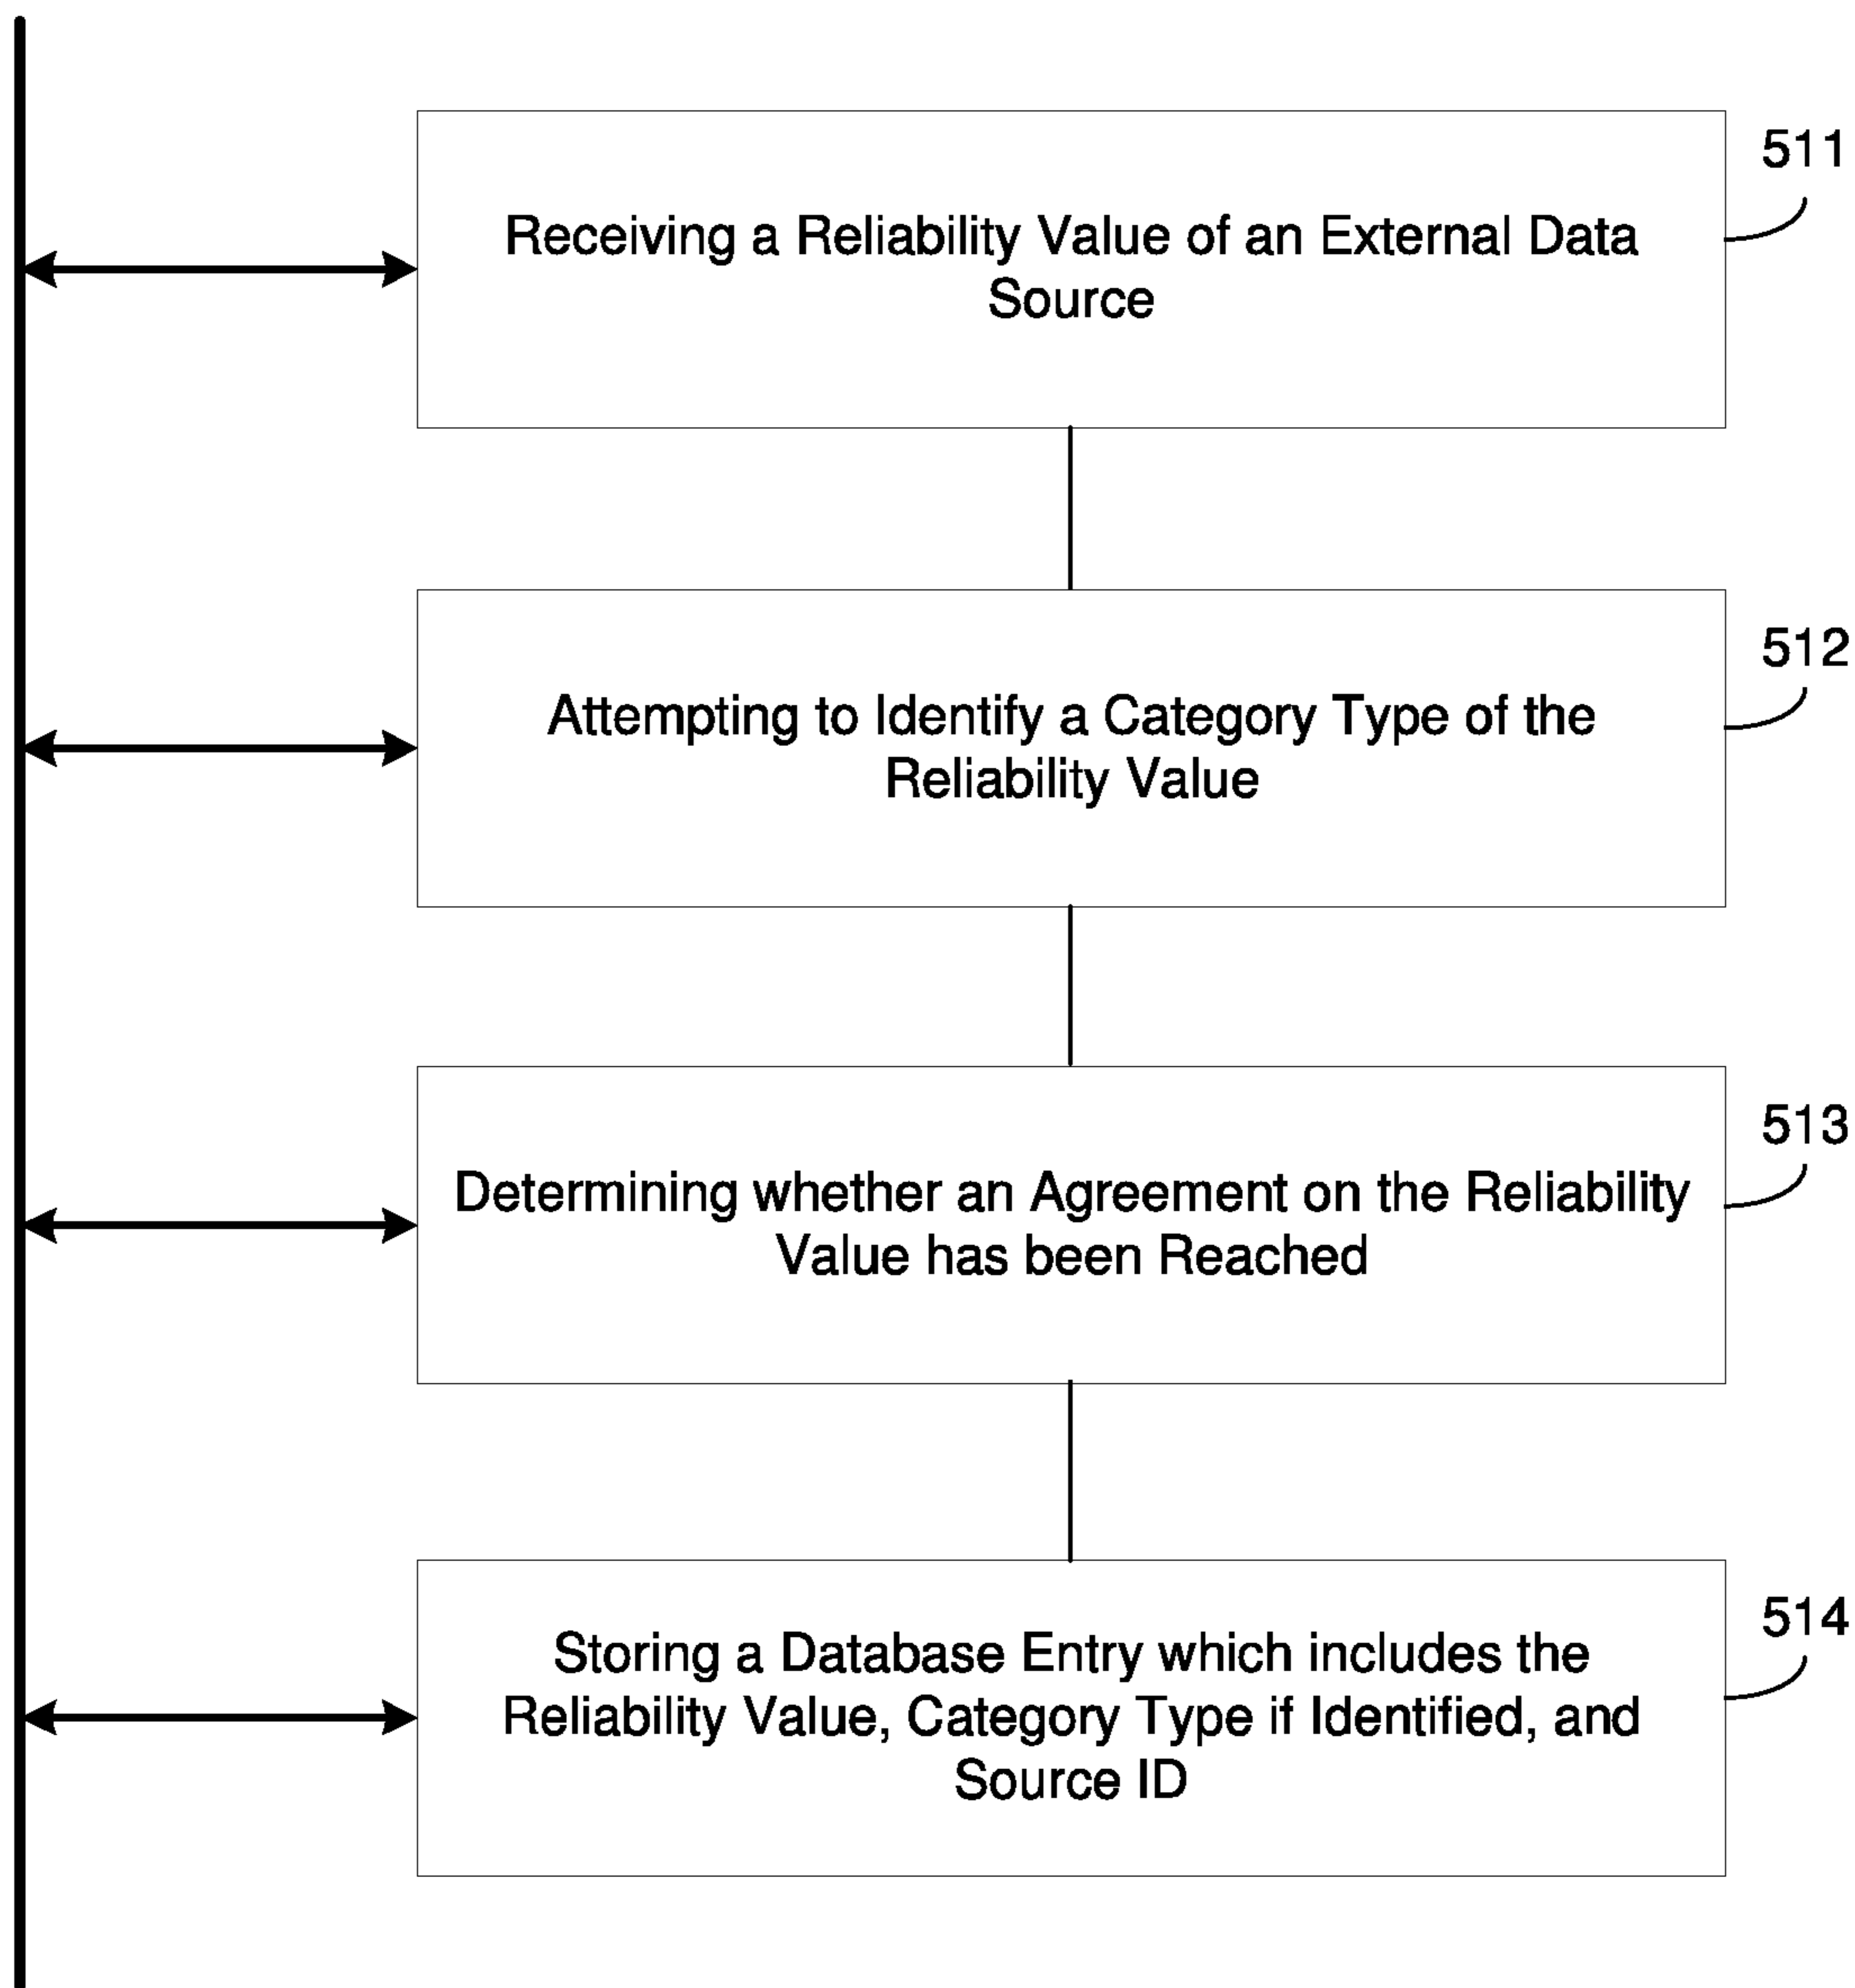 511
Receiving a Reliability Value of an External Data
Source
512
Attempting to Identify a Category Type of the
Reliability Value
513
Determining whether an Agreement on the Reliability
Value has been Reached
514
Storing a Database Entry which includes the
Reliability Value, Category Type if Identified, and
Source ID